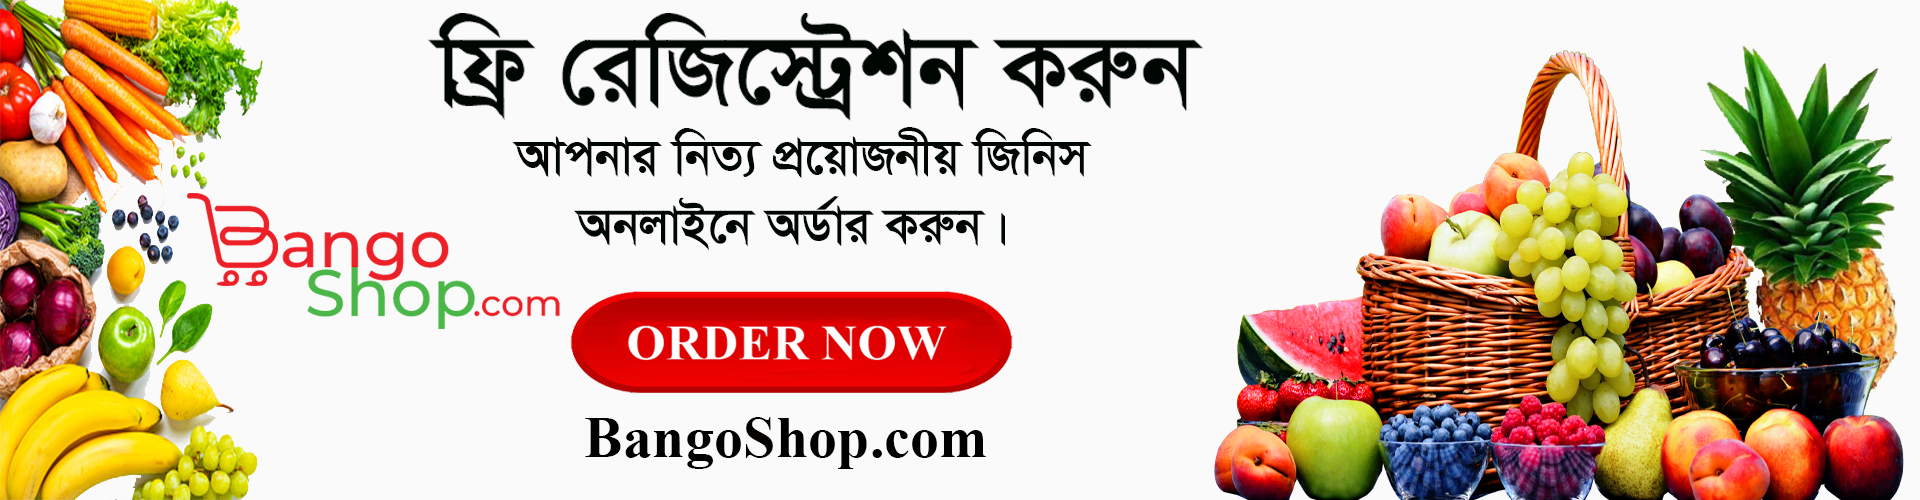 ফ্রি রেজিস্ট্রেশন করুন
আপনার নিত্য প্রয়োজনীয় জিনিস
অনলাইনে অর্ডার করুন।
Bango
Shop.com
ORDER NOW
BangoShop.com